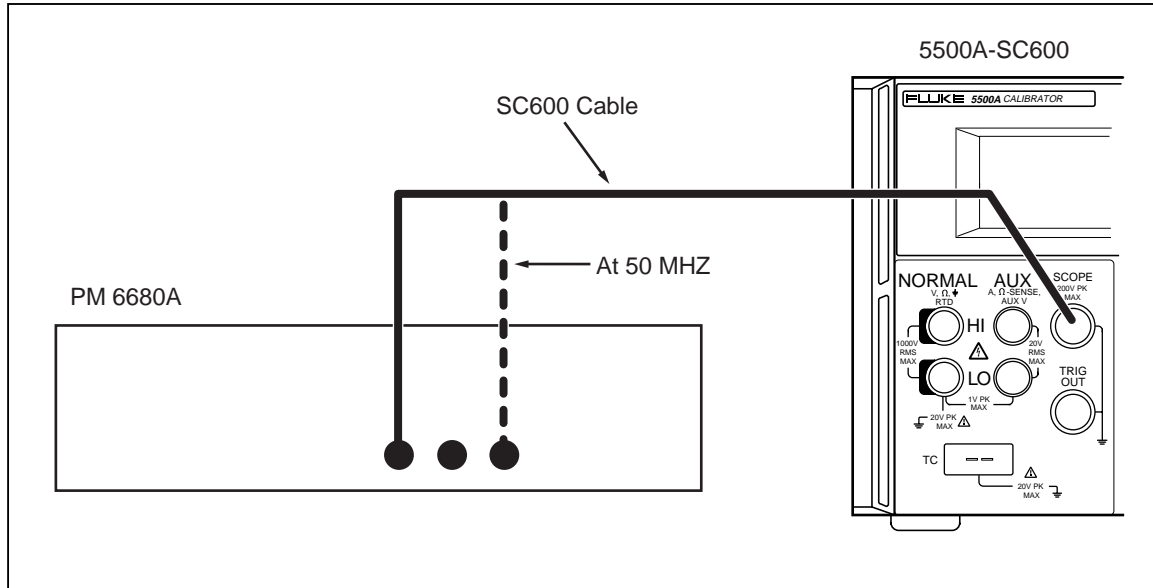 5500A-SC600
FLUKE 5500A CALIBRATOR
SC600 Cable
At 50 MHZ
PM 6680A
NORMAL
V, Ω,
RTD
AUX
A, Ω-SENSE,
AUX V
SCOPE
200V PK
MAX
HI
1000V
RMS
MAX
20V
RMS
MAX
LO
TRIG
OUT
1V PK
MAX
20V PK
MAX
TC
20V PK
MAX